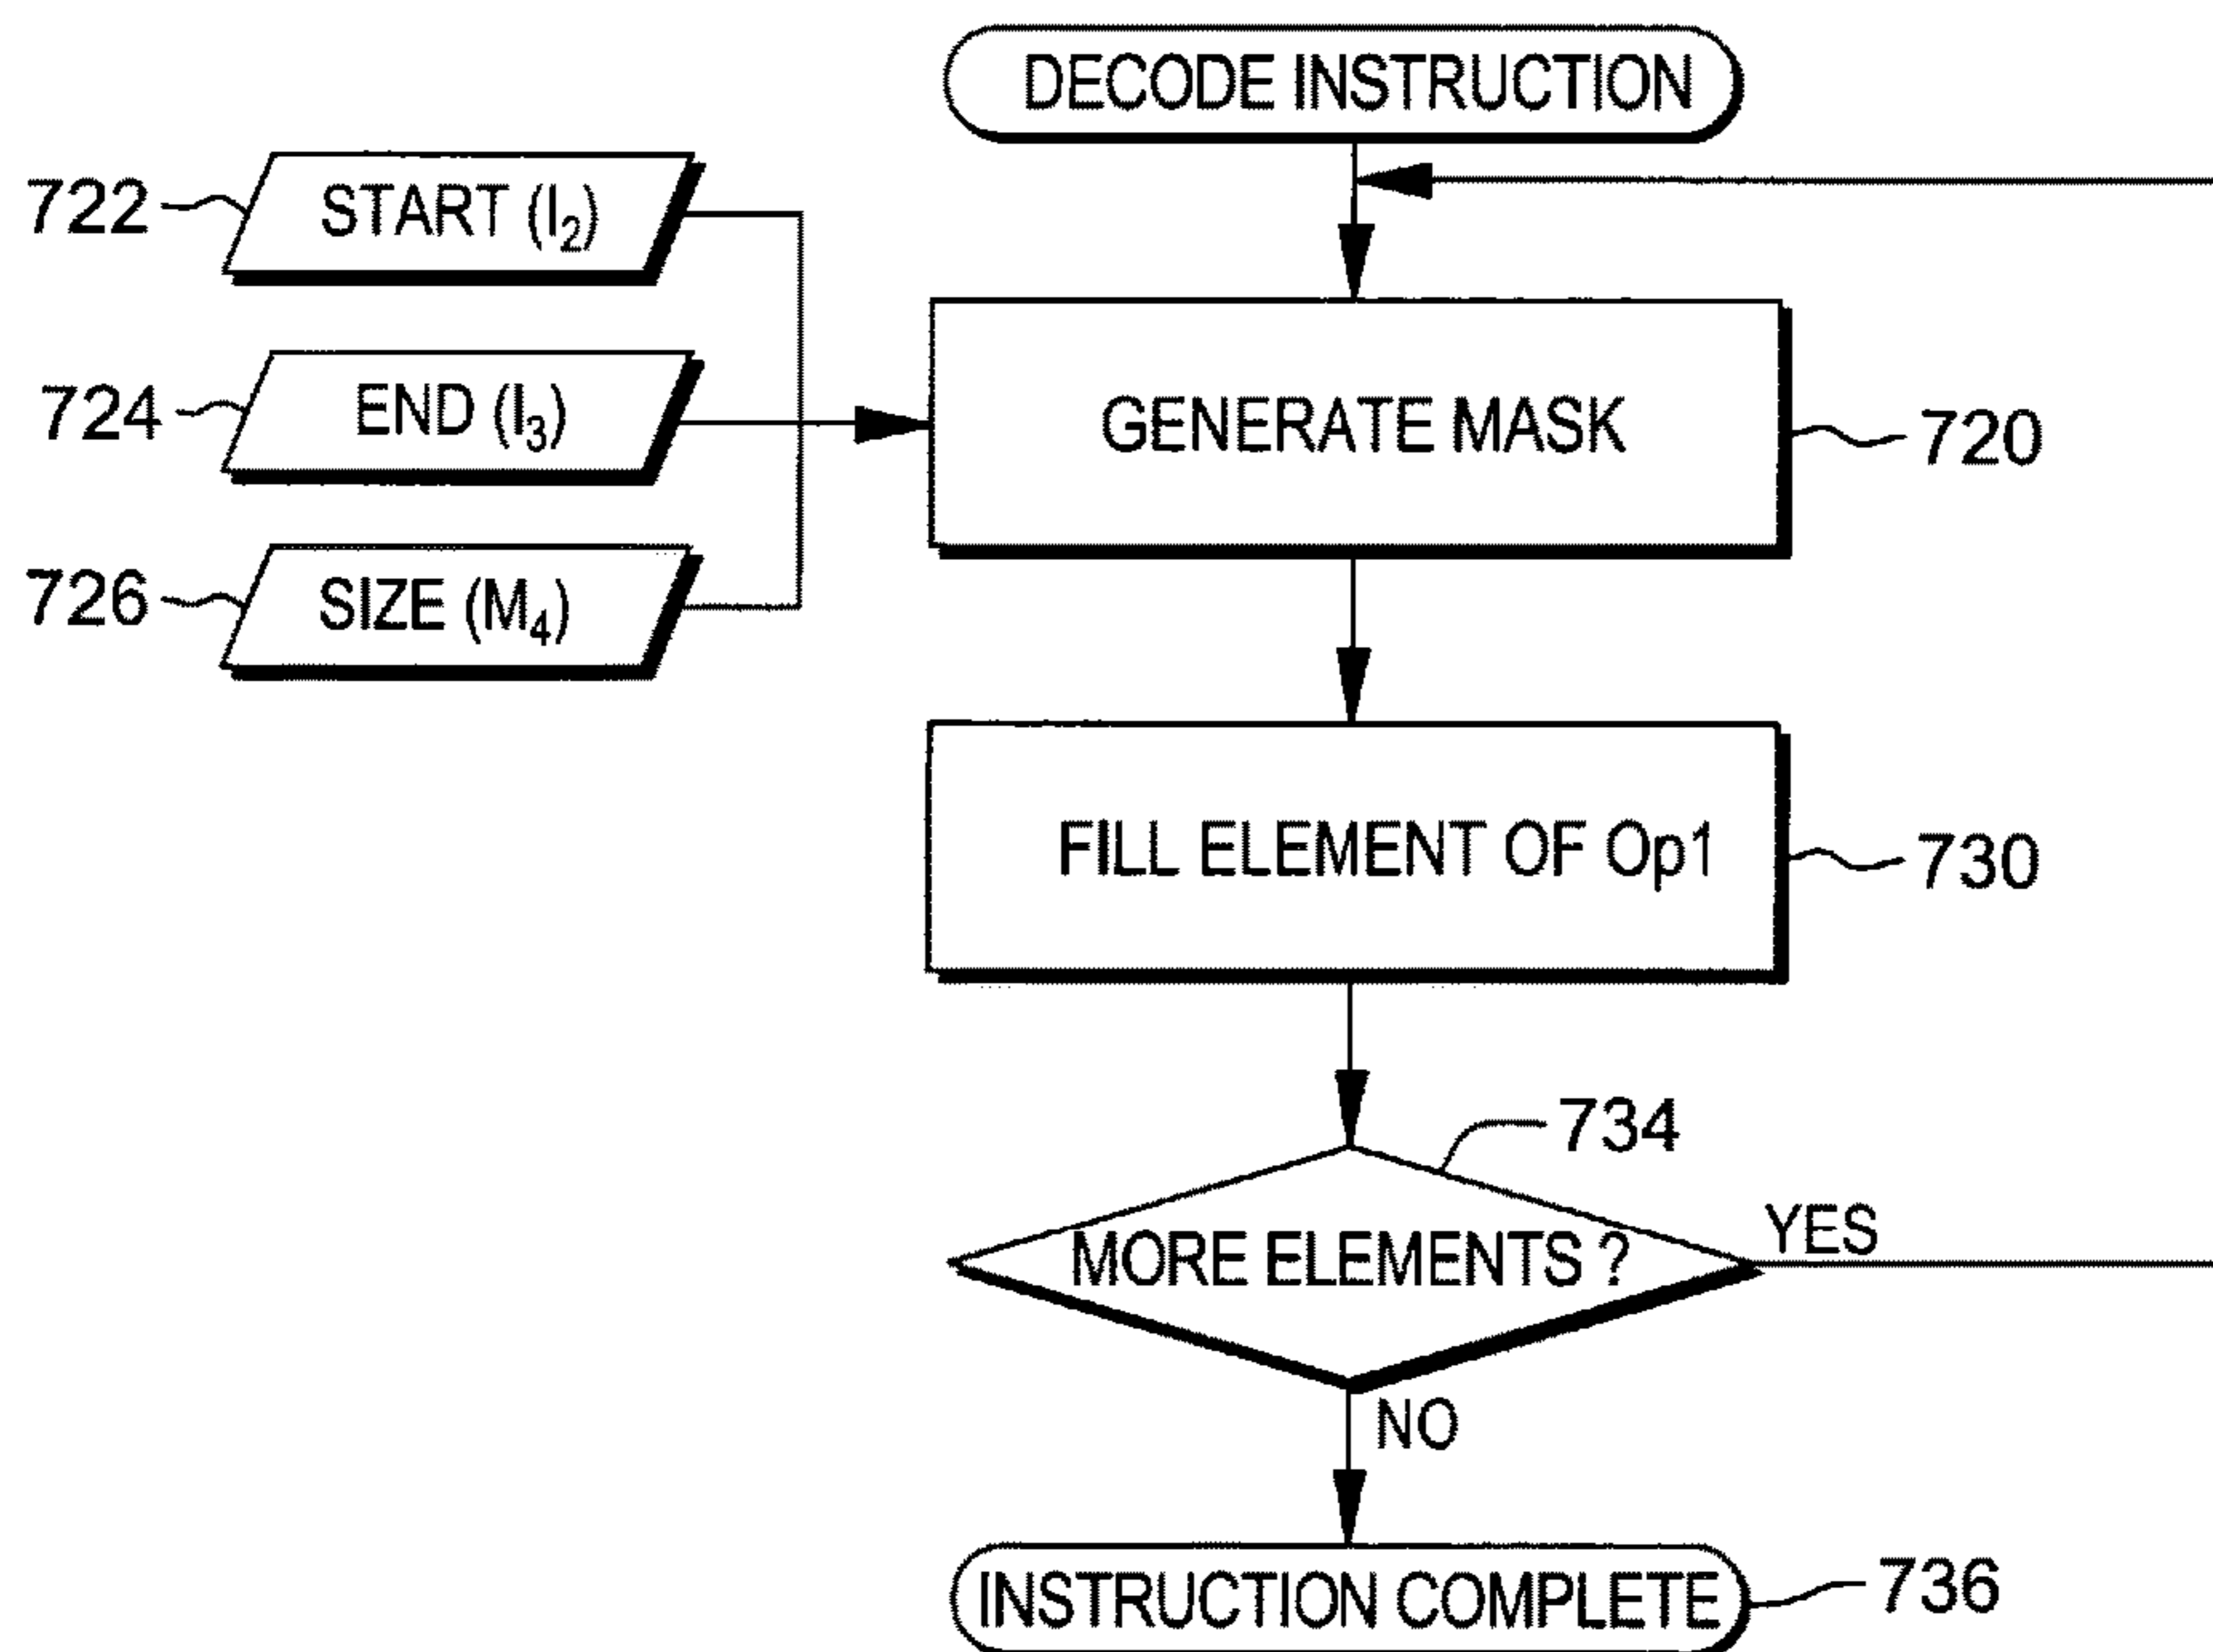 DECODE INSTRUCTION
722 START (I₂)
724 END (I₃)
GENERATE MASK 720
726 SIZE (M₄)
FILL ELEMENT OF Op1 730
734
MORE ELEMENTS ? YES
NO
INSTRUCTION COMPLETE 736